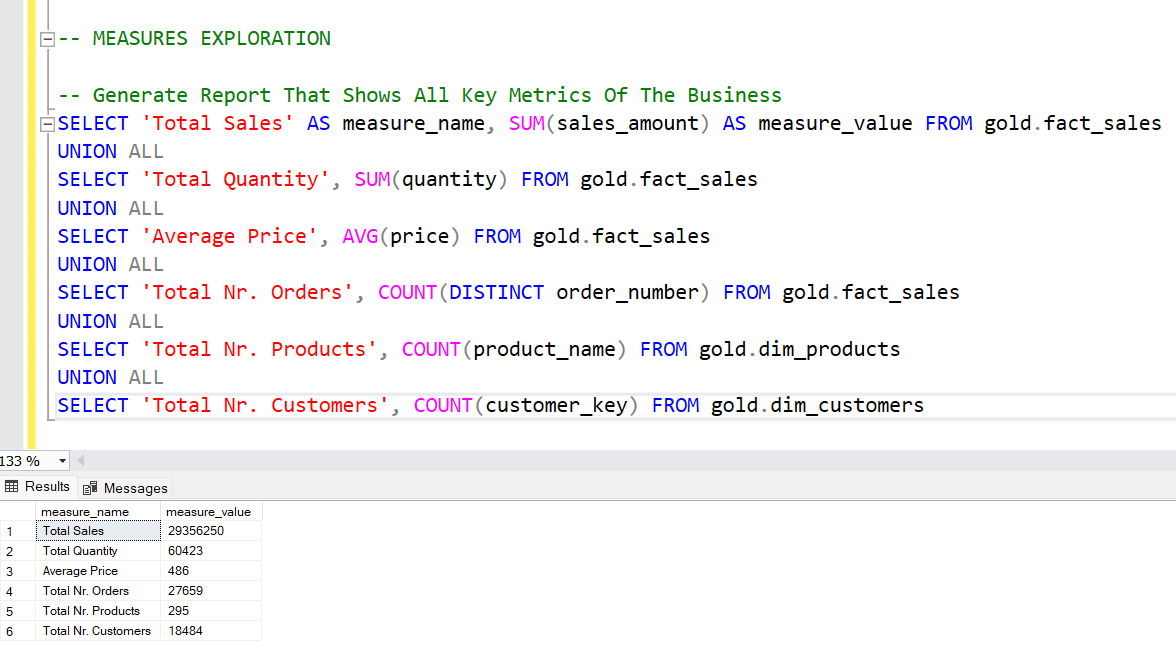 -- MEASURES EXPLORATION
-- Generate Report That Shows All Key Metrics Of The Business
SELECT 'Total Sales' AS measure_name, SUM(sales_amount) AS measure_value FROM gold.fact_sales
UNION ALL
SELECT 'Total Quantity', SUM(quantity) FROM gold.fact_sales
UNION ALL
SELECT 'Average Price', AVG(price) FROM gold.fact_sales
UNION ALL
SELECT 'Total Nr. Orders', COUNT(DISTINCT order_number) FROM gold.fact_sales
UNION ALL
SELECT 'Total Nr. Products', COUNT(product_name) FROM gold.dim_products
UNION ALL
SELECT 'Total Nr. Customers', COUNT(customer_key) FROM gold.dim_customers
133 %
Results Messages
measure_name measure_value
1 Total Sales 29356250
2 Total Quantity 60423
3 Average Price 486
4 Total Nr. Orders 27659
5 Total Nr. Products 295
6 Total Nr. Customers 18484